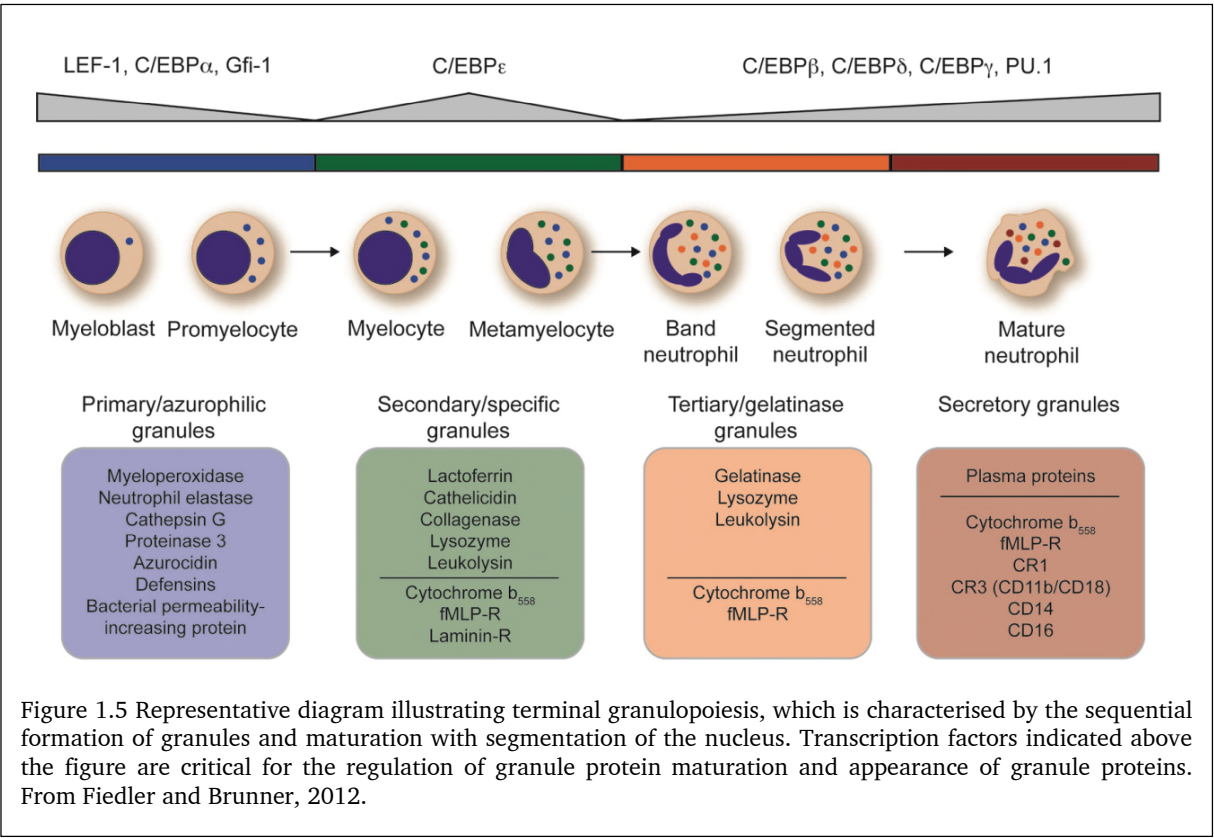 LEF-1, C/EBPα, Gfi-1
C/EBPε
C/EBPβ, C/EBPδ, C/EBPγ, PU.1
Myeloblast
Promyelocyte
Myelocyte
Metamyelocyte
Band
neutrophil
Segmented
neutrophil
Mature
neutrophil
Primary/azurophilic
granules
Myeloperoxidase
Neutrophil elastase
Cathepsin G
Proteinase 3
Azurocidin
Defensins
Bacterial permeability-
increasing protein
Secondary/specific
granules
Lactoferrin
Cathelicidin
Collagenase
Lysozyme
Leukolysin
Cytochrome b558
fMLP-R
Laminin-R
Tertiary/gelatinase
granules
Gelatinase
Lysozyme
Leukolysin
Cytochrome b558
fMLP-R
Secretory granules
Plasma proteins
Cytochrome b558
fMLP-R
CR1
CR3 (CD11b/CD18)
CD14
CD16
Figure 1.5 Representative diagram illustrating terminal granulopoiesis, which is characterised by the sequential
formation of granules and maturation with segmentation of the nucleus. Transcription factors indicated above
the figure are critical for the regulation of granule protein maturation and appearance of granule proteins.
From Fiedler and Brunner, 2012.